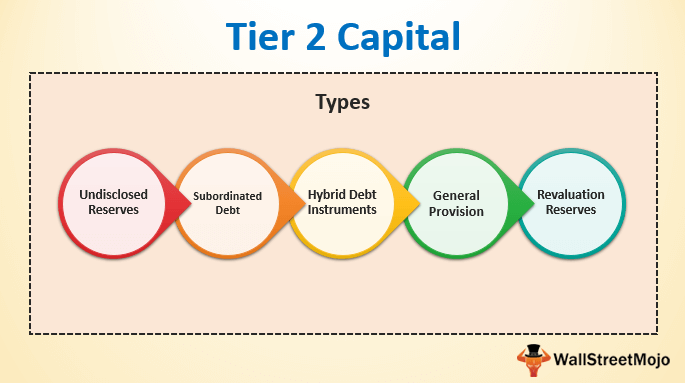 Tier 2 Capital
Types
Undisclosed
Reserves
Subordinated
Debt
Hybrid Debt
Instruments
General
Provision
Revaluation
Reserves
WallStreetMojo